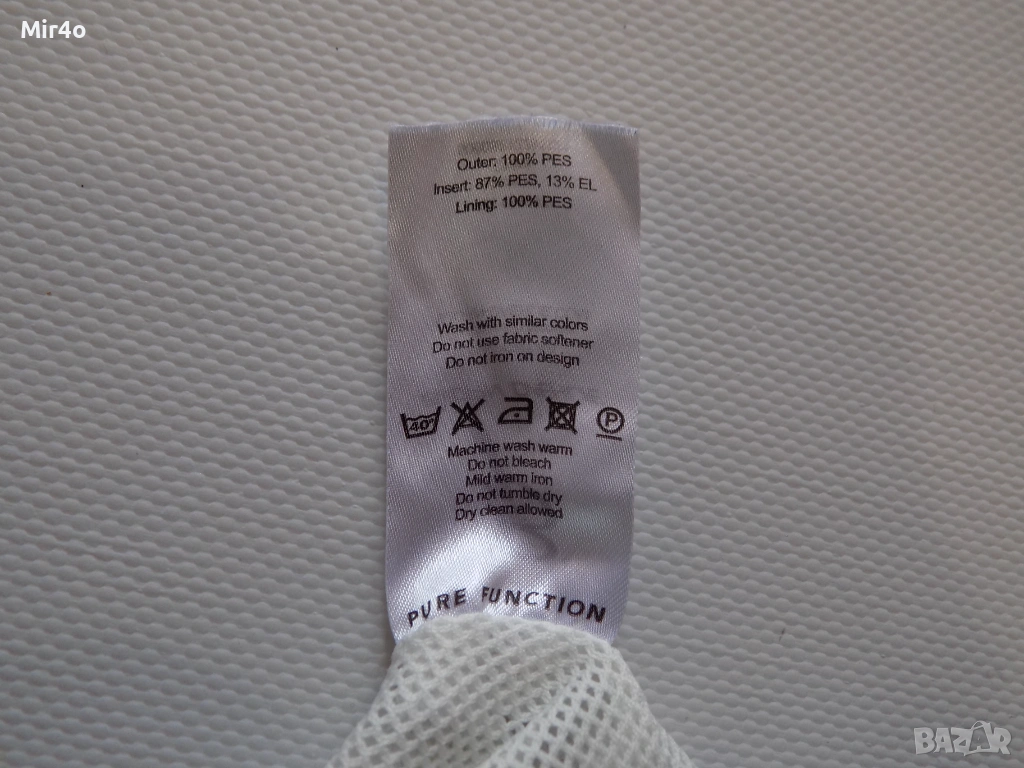 Mir4o
Outer: 100% PES
Insert: 87% PES, 13% EL
Lining: 100% PES
Wash with similar colors
Do not use fabric softener
Do not iron on design
40° P
Machine wash warm
Do not bleach
Mild warm iron
Do not tumble dry
Dry clean allowed
PURE FUNCTION
BAZAR